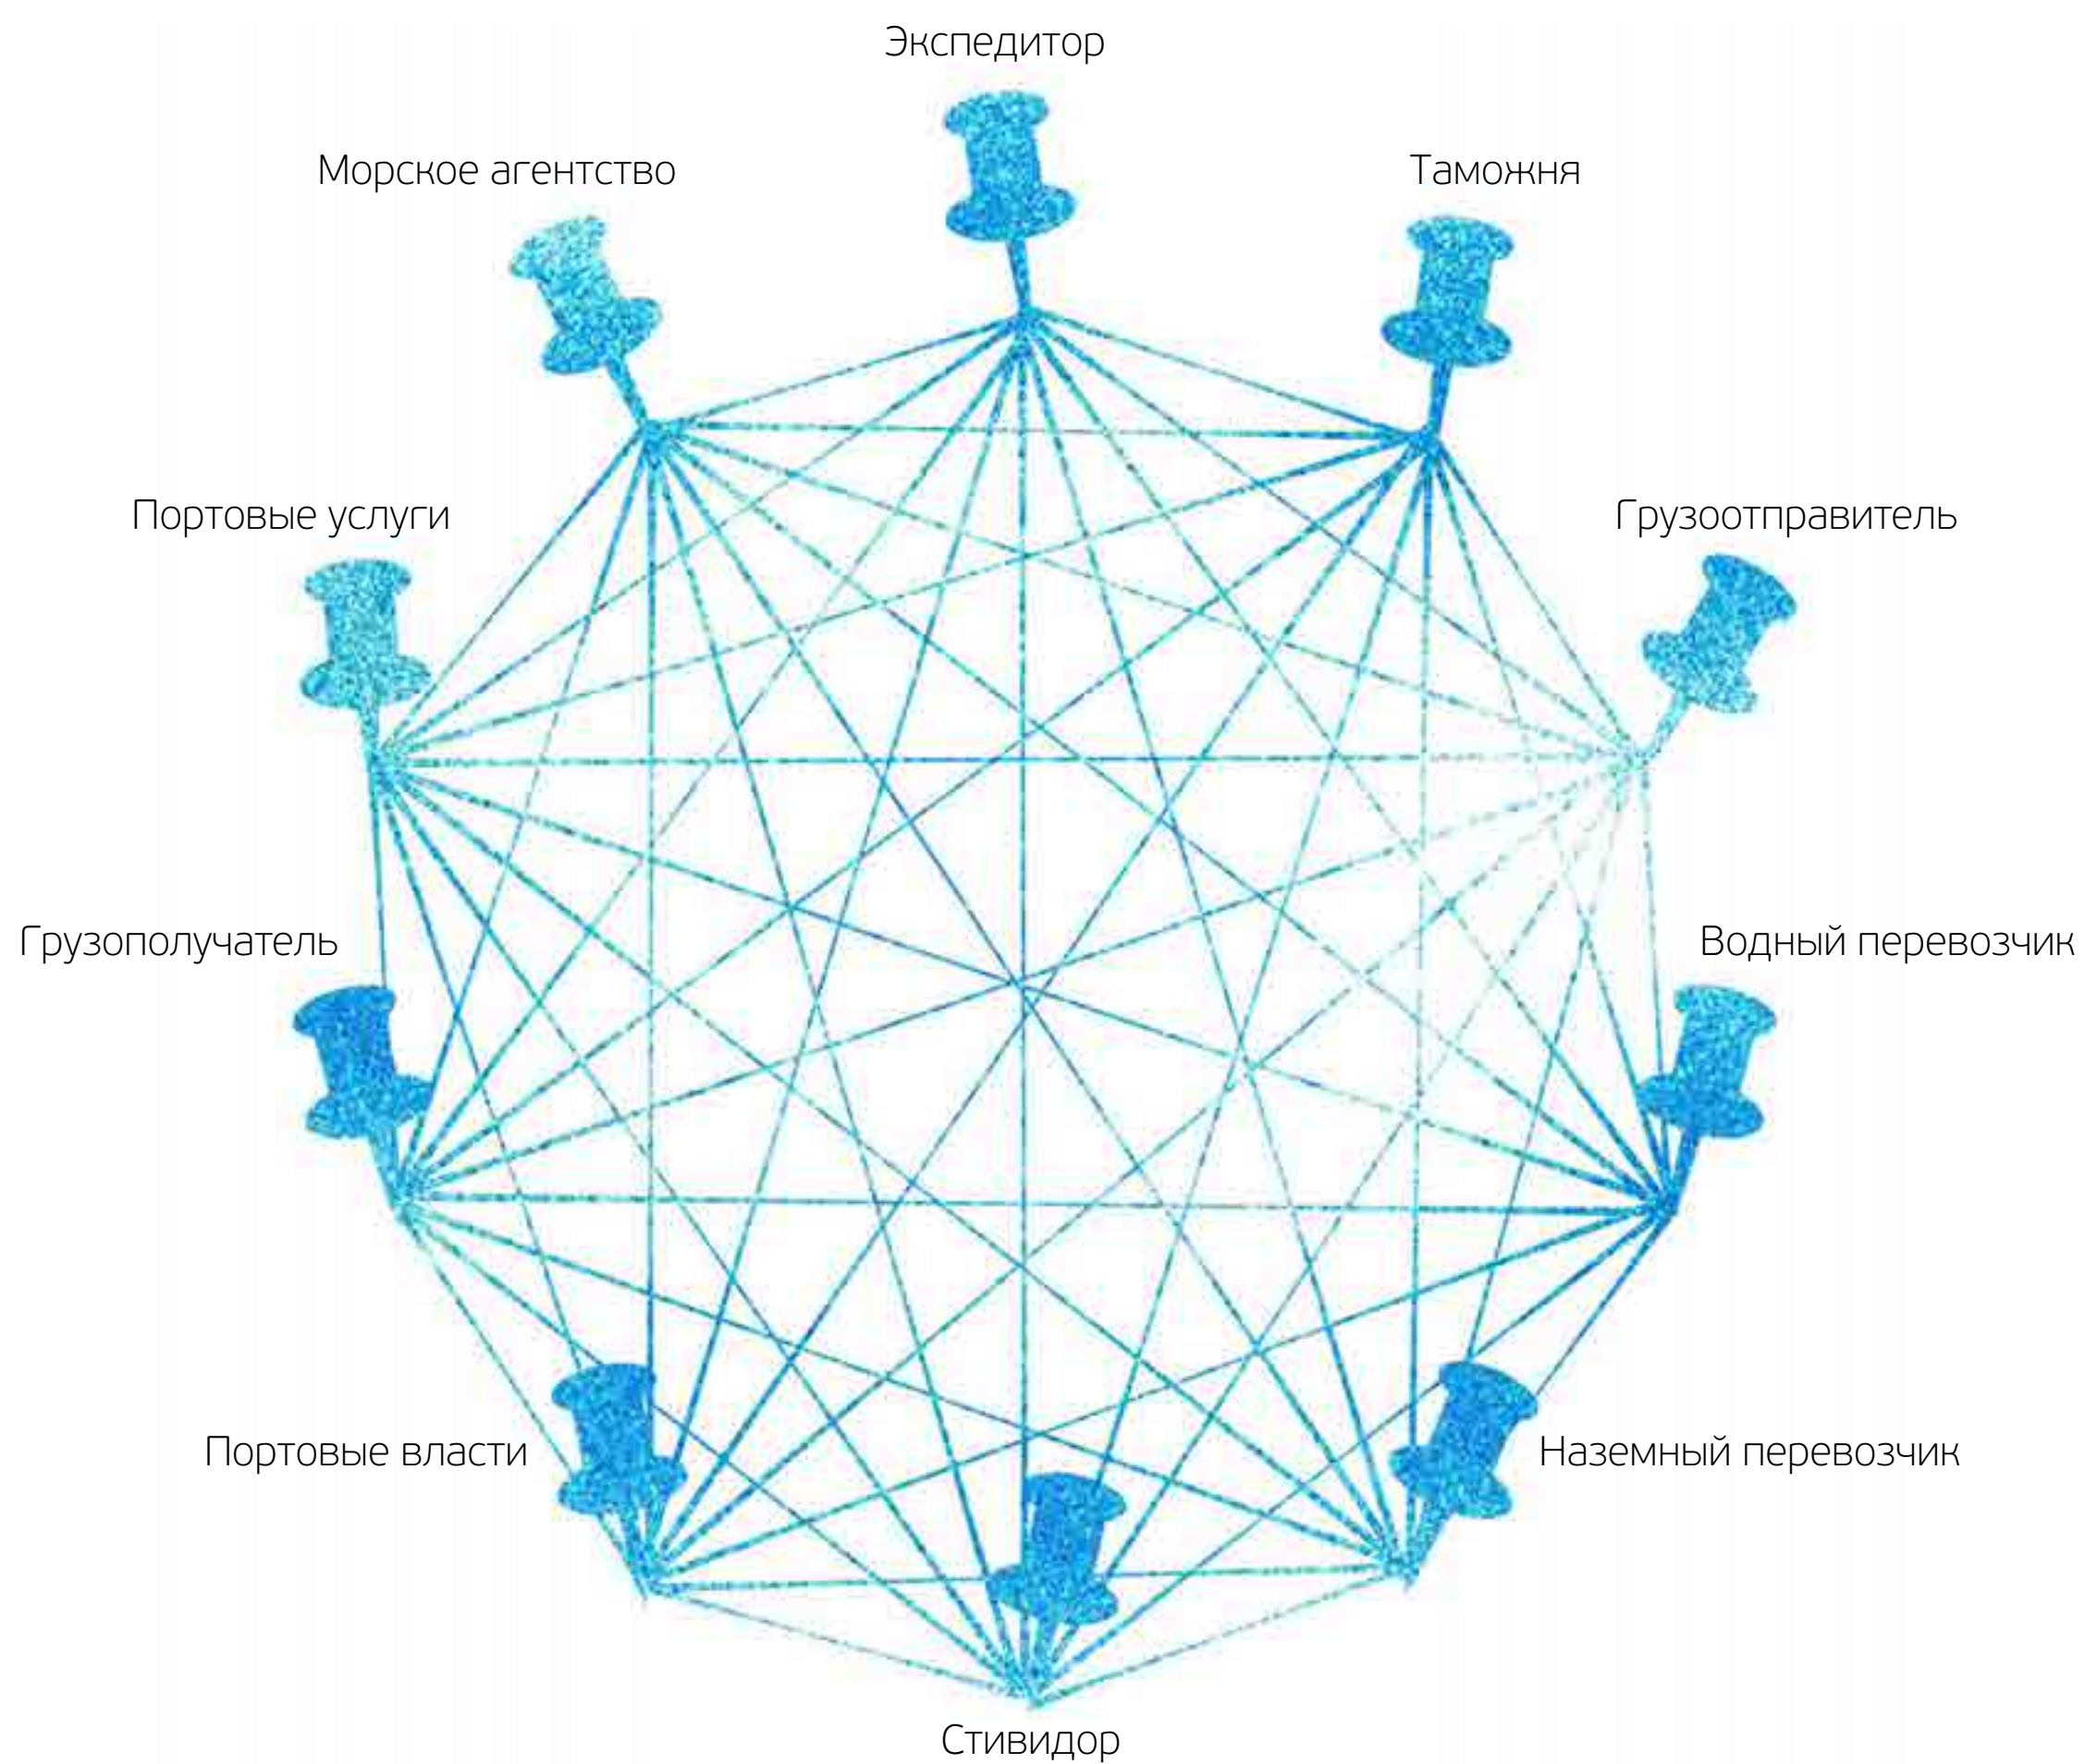 Экспедитор
Морское агентство
Таможня
Портовые услуги
Грузоотправитель
Грузополучатель
Водный перевозчик
Портовые власти
Наземный перевозчик
Стивидор